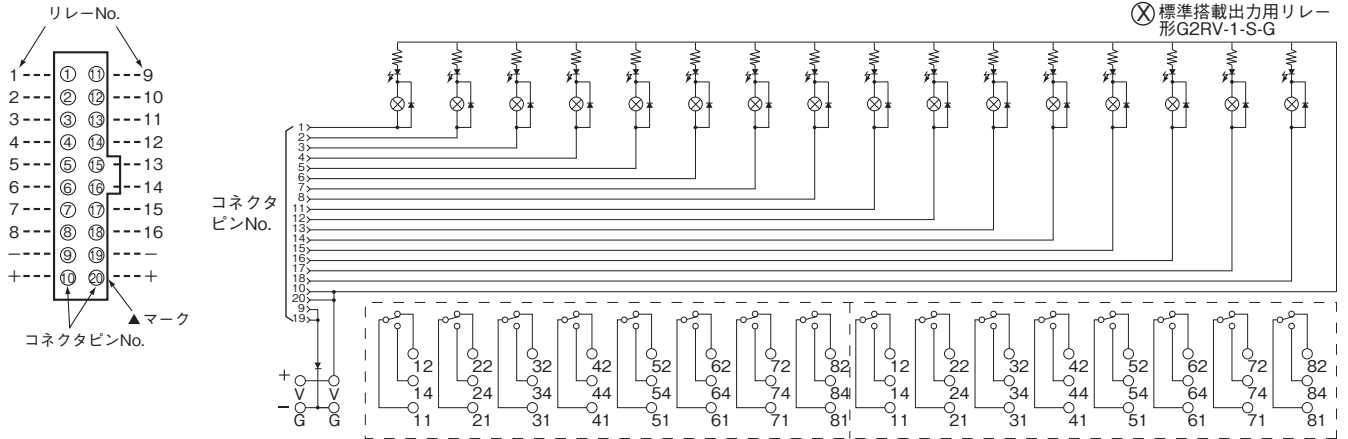 標準搭載出力用リレー
形G2RV-1-S-G
リレーNo.
1 ① ⑪ 9
2 ② ⑫ 10
3 ③ ⑬ 11
4 ④ ⑭ 12
5 ⑤ ⑮ 13
6 ⑥ ⑯ 14
7 ⑦ ⑰ 15
8 ⑧ ⑱ 16
− ⑨ ⑲ −
+ ⑩ ⑳ +
▲マーク
コネクタピンNo.
コネクタ
ピンNo.
1
2
3
4
5
6
7
8
11
12
13
14
15
16
17
18
10
20
9
19
+ V V
− G G
12 22 32 42 52 62 72 82 12 22 32 42 52 62 72 82
14 24 34 44 54 64 74 84 14 24 34 44 54 64 74 84
11 21 31 41 51 61 71 81 11 21 31 41 51 61 71 81